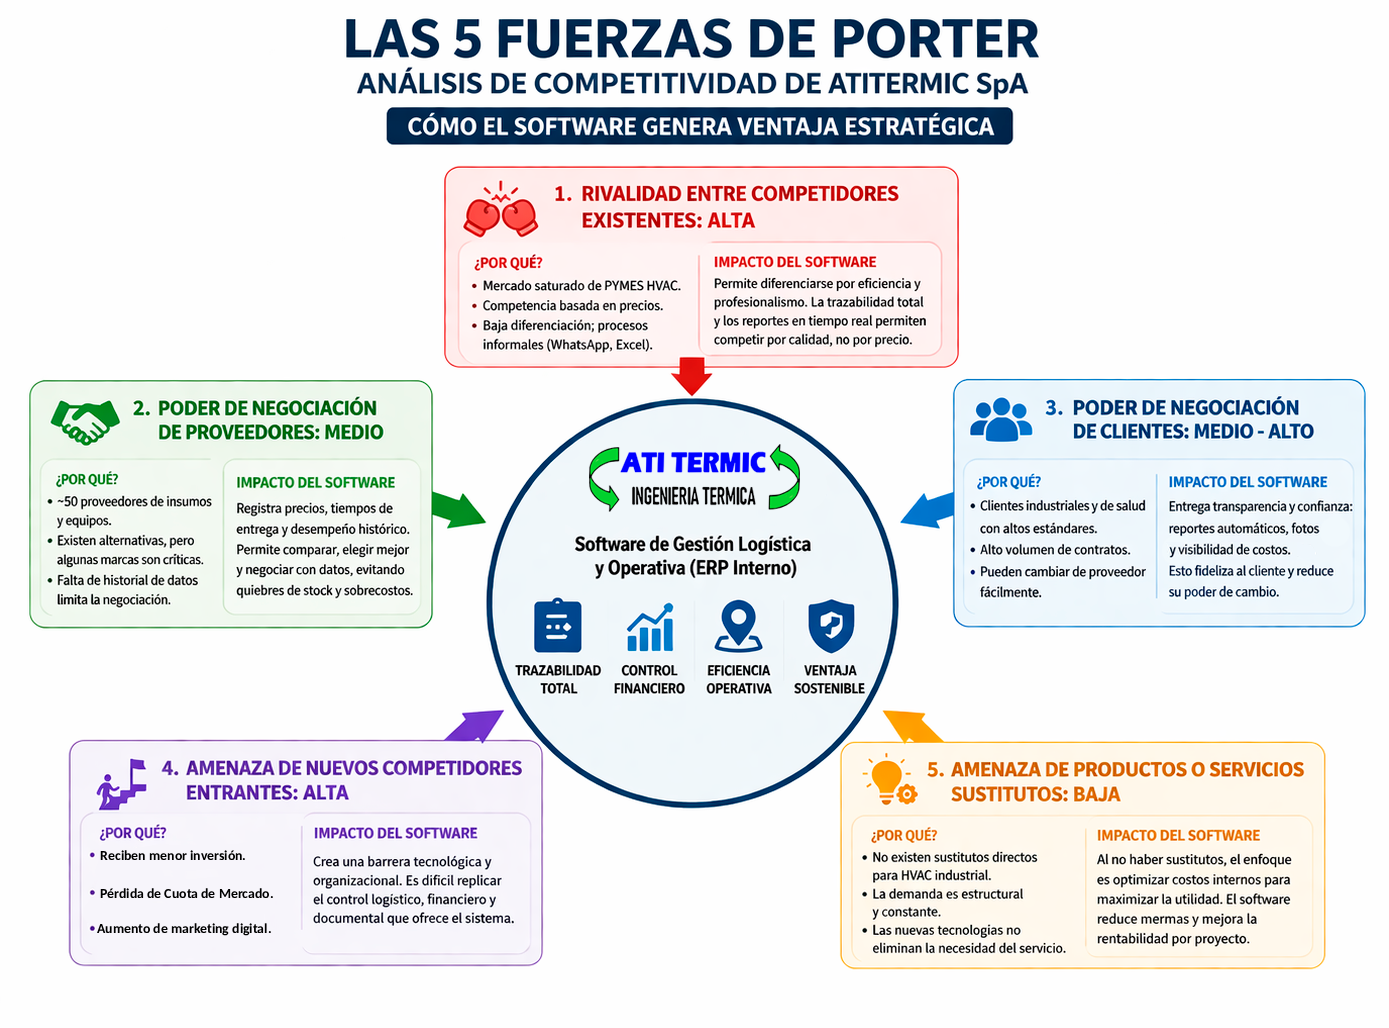 LAS 5 FUERZAS DE PORTER
ANÁLISIS DE COMPETITIVIDAD DE ATITERMIC SpA
CÓMO EL SOFTWARE GENERA VENTAJA ESTRATÉGICA
1. RIVALIDAD ENTRE COMPETIDORES
EXISTENTES: ALTA
¿POR QUÉ?
• Mercado saturado de PYMES HVAC.
• Competencia basada en precios.
• Baja diferenciación; procesos
informales (WhatsApp, Excel).
IMPACTO DEL SOFTWARE
Permite diferenciarse por eficiencia y
profesionalismo. La trazabilidad total
y los reportes en tiempo real permiten
competir por calidad, no por precio.
2. PODER DE NEGOCIACIÓN
DE PROVEEDORES: MEDIO
¿POR QUÉ?
• ~50 proveedores de insumos
y equipos.
• Existen alternativas, pero
algunas marcas son críticas.
• Falta de historial de datos
limita la negociación.
IMPACTO DEL SOFTWARE
Registra precios, tiempos de
entrega y desempeño histórico.
Permite comparar, elegir mejor
y negociar con datos, evitando
quiebres de stock y sobrecostos.
ATI TERMIC
INGENIERIA TERMICA
Software de Gestión Logística
y Operativa (ERP Interno)
TRAZABILIDAD
TOTAL
CONTROL
FINANCIERO
EFICIENCIA
OPERATIVA
VENTAJA
SOSTENIBLE
3. PODER DE NEGOCIACIÓN
DE CLIENTES: MEDIO - ALTO
¿POR QUÉ?
• Clientes industriales y de salud
con altos estándares.
• Alto volumen de contratos.
• Pueden cambiar de proveedor
fácilmente.
IMPACTO DEL SOFTWARE
Entrega transparencia y confianza:
reportes automáticos, fotos
y visibilidad de costos.
Esto fideliza al cliente y reduce
su poder de cambio.
4. AMENAZA DE NUEVOS COMPETIDORES
ENTRANTES: ALTA
¿POR QUÉ?
• Reciben menor inversión.
• Pérdida de Cuota de Mercado.
• Aumento de marketing digital.
IMPACTO DEL SOFTWARE
Crea una barrera tecnológica y
organizacional. Es dificil replicar
el control logístico, financiero y
documental que ofrece el sistema.
5. AMENAZA DE PRODUCTOS O SERVICIOS
SUSTITUTOS: BAJA
¿POR QUÉ?
• No existen sustitutos directos
para HVAC industrial.
• La demanda es estructural
y constante.
• Las nuevas tecnologías no
eliminan la necesidad del servicio.
IMPACTO DEL SOFTWARE
Al no haber sustitutos, el enfoque
es optimizar costos internos para
maximizar la utilidad. El software
reduce mermas y mejora la
rentabilidad por proyecto.